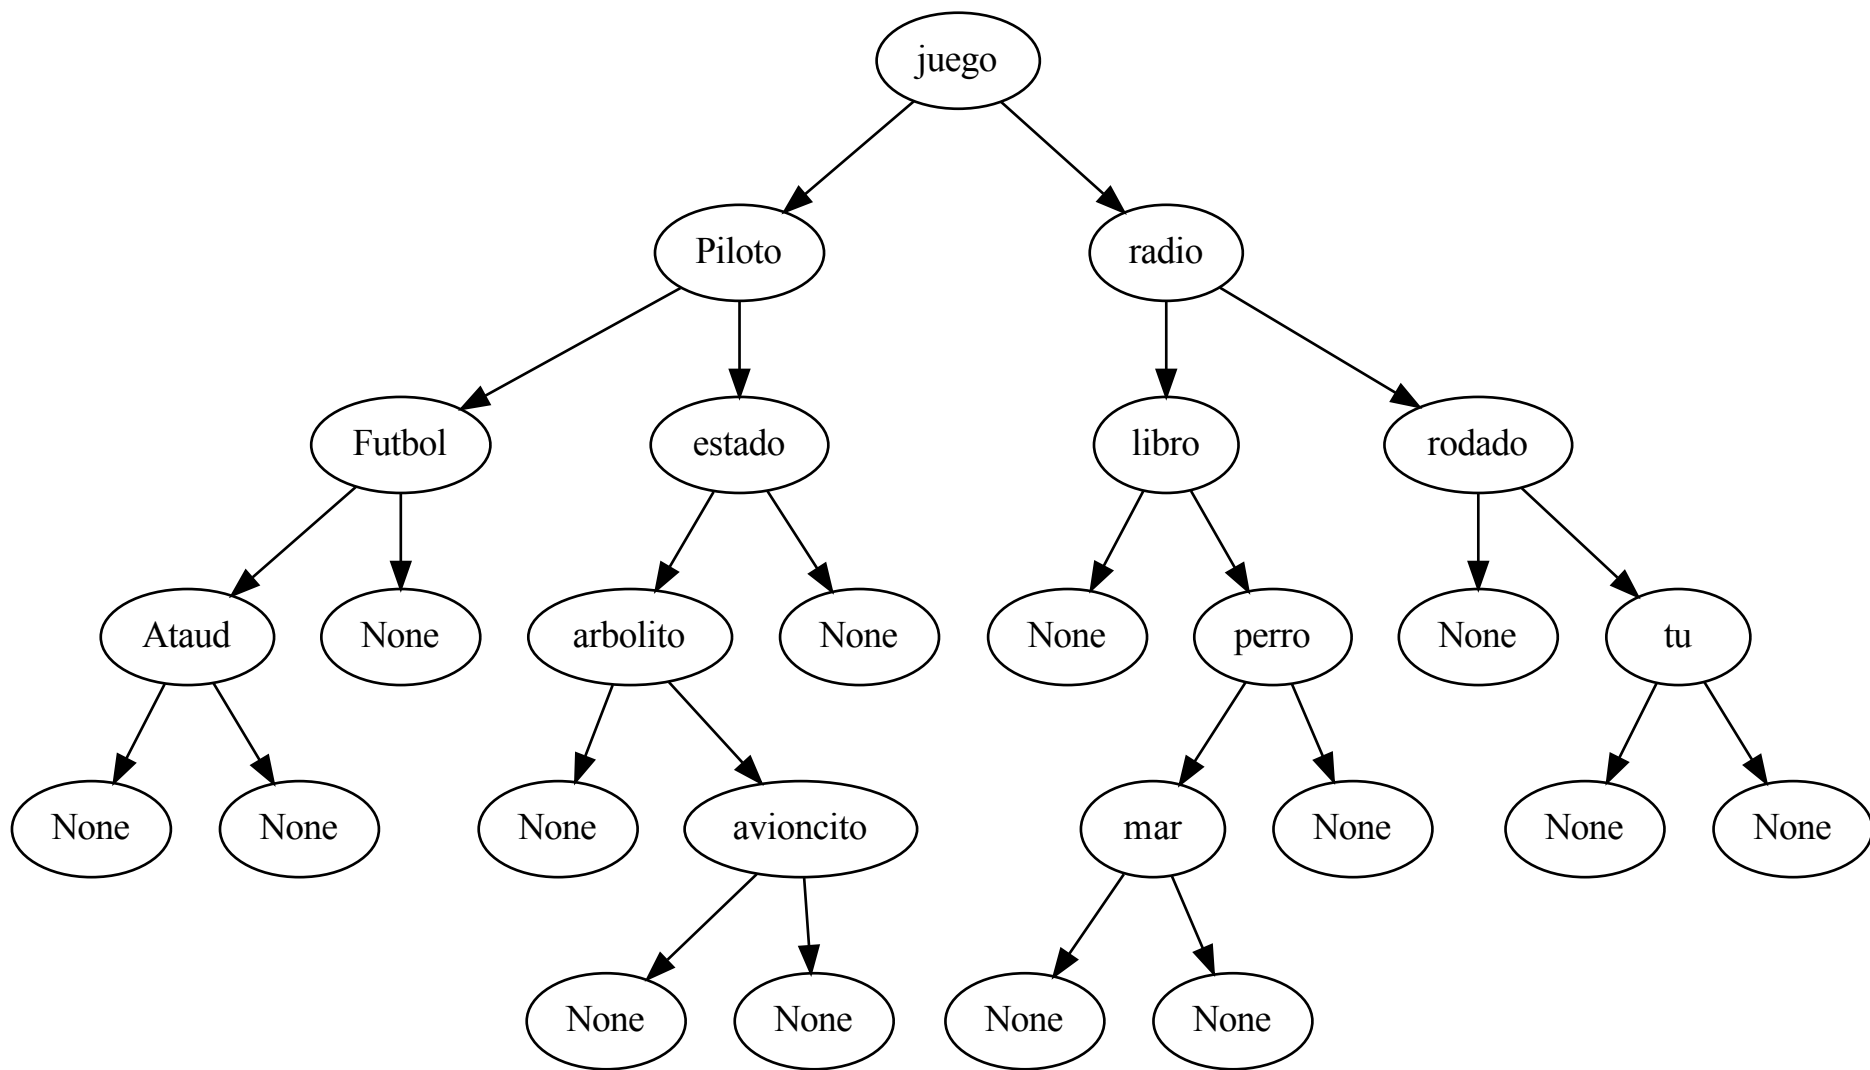 juego
Piloto
radio
Futbol
estado
libro
rodado
Ataud
None
arbolito
None
None
perro
None
tu
None
None
None
avioncito
mar
None
None
None
None
None
None
None